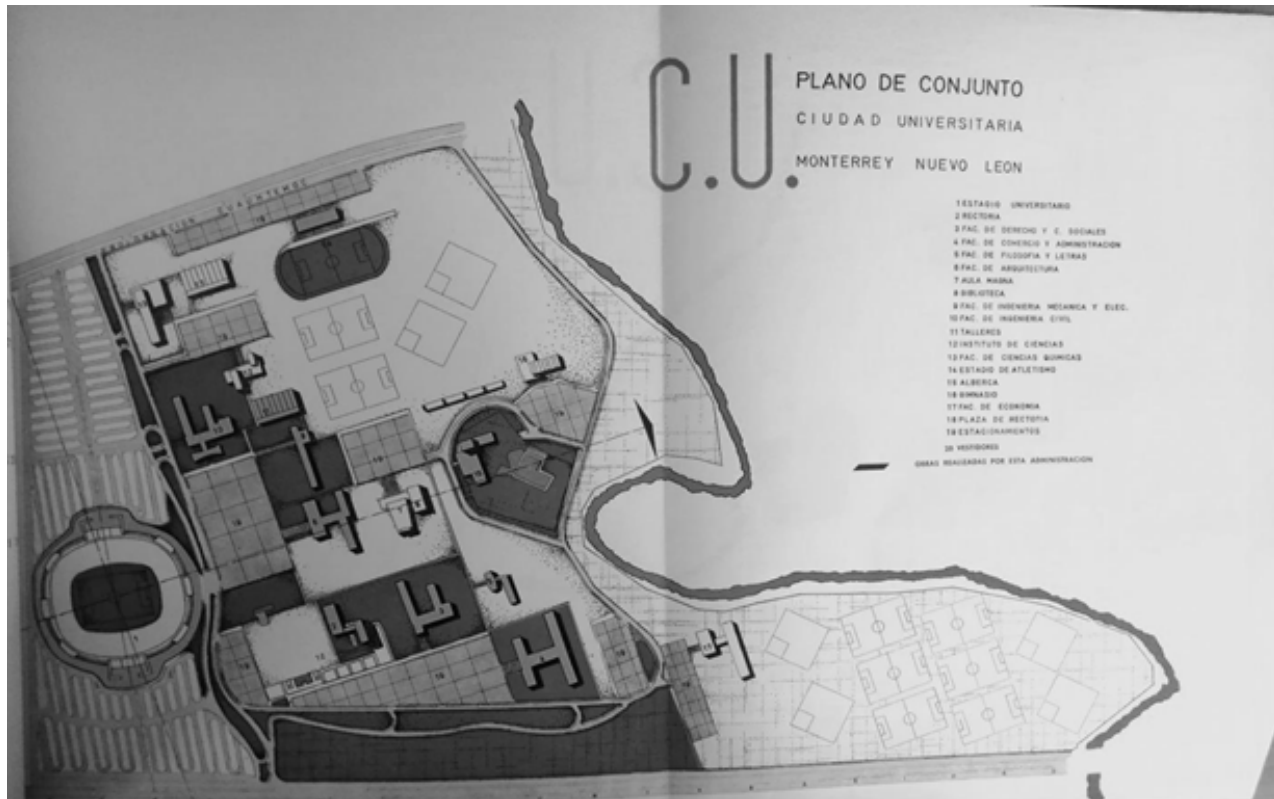 C.U.
PLANO DE CONJUNTO
CIUDAD UNIVERSITARIA
MONTERREY NUEVO LEON
1 ESTADIO UNIVERSITARIO
2 RECTORIA
3 FAC. DE DERECHO Y C. SOCIALES
4 FAC. DE COMERCIO Y ADMINISTRACION
5 FAC. DE FILOSOFIA Y LETRAS
6 FAC. DE ARQUITECTURA
7 AULA MAGNA
8 BIBLIOTECA
9 FAC. DE INGENIERIA MECANICA Y ELEC.
10 FAC. DE INGENIERIA CIVIL
11 TALLERES
12 INSTITUTO DE CIENCIAS
13 FAC. DE CIENCIAS QUIMICAS
14 ESTADIO DE ATLETISMO
15 ALBERCA
16 GIMNASIO
17 FAC. DE ECONOMIA
18 PLAZA DE RECTOTIA
19 ESTACIONAMIENTOS
20 VESTIDORES
OBRAS REALIZADAS POR ESTA ADMINISTRACION
PROLONGACION CUAUHTEMOC